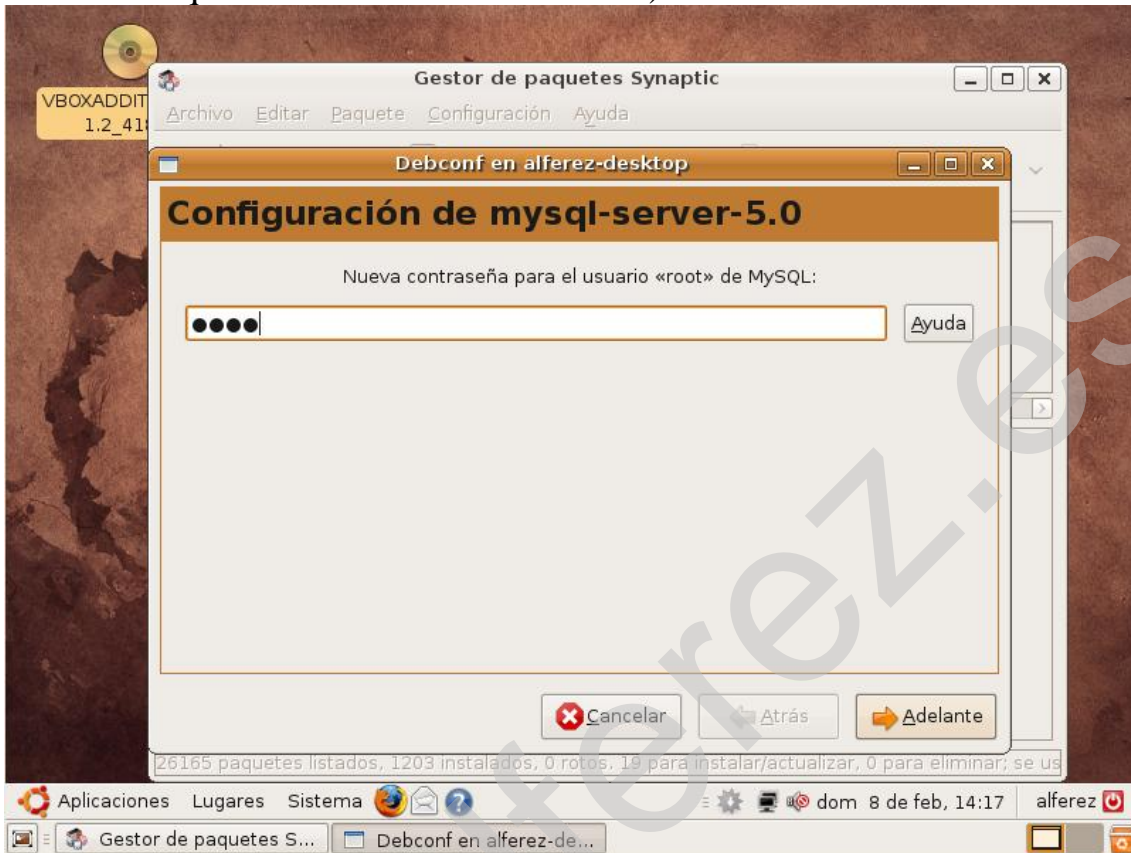 Gestor de paquetes Synaptic
VBOXADDIT
1.2_41
Archivo Editar Paquete Configuración Ayuda
Debconf en alferez-desktop
Configuración de mysql-server-5.0
Nueva contraseña para el usuario «root» de MySQL:
●●●●
Ayuda
Cancelar Atrás Adelante
26165 paquetes listados, 1203 instalados, 0 rotos. 19 para instalar/actualizar, 0 para eliminar; se us
Aplicaciones Lugares Sistema dom 8 de feb, 14:17 alferez
Gestor de paquetes S... Debconf en alferez-de...
ferez.es